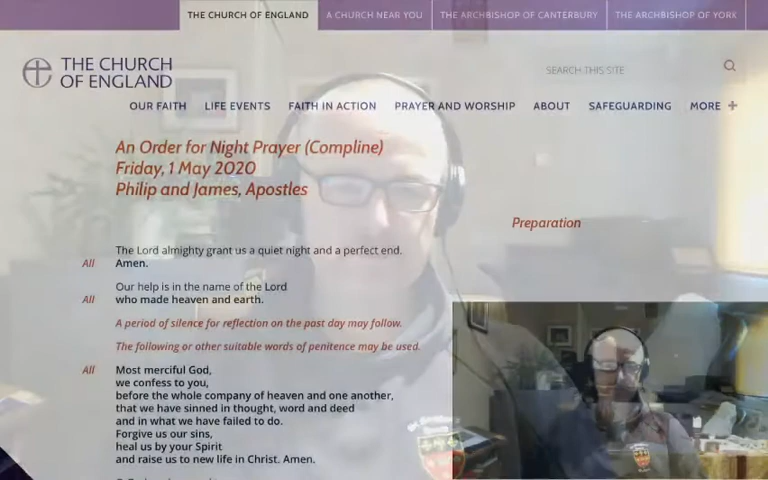 THE CHURCH OF ENGLAND
A CHURCH NEAR YOU
THE ARCHBISHOP OF CANTERBURY
THE ARCHBISHOP OF YORK
THE CHURCH
OF ENGLAND
SEARCH THIS SITE
OUR FAITH
LIFE EVENTS
FAITH IN ACTION
PRAYER AND WORSHIP
ABOUT
SAFEGUARDING
MORE +
An Order for Night Prayer (Compline)
Friday, 1 May 2020
Philip and James, Apostles
Preparation
The Lord almighty grant us a quiet night and a perfect end.
All Amen.
Our help is in the name of the Lord
All who made heaven and earth.
A period of silence for reflection on the past day may follow.
The following or other suitable words of penitence may be used.
All Most merciful God,
we confess to you,
before the whole company of heaven and one another,
that we have sinned in thought, word and deed
and in what we have failed to do.
Forgive us our sins,
heal us by your Spirit
and raise us to new life in Christ. Amen.